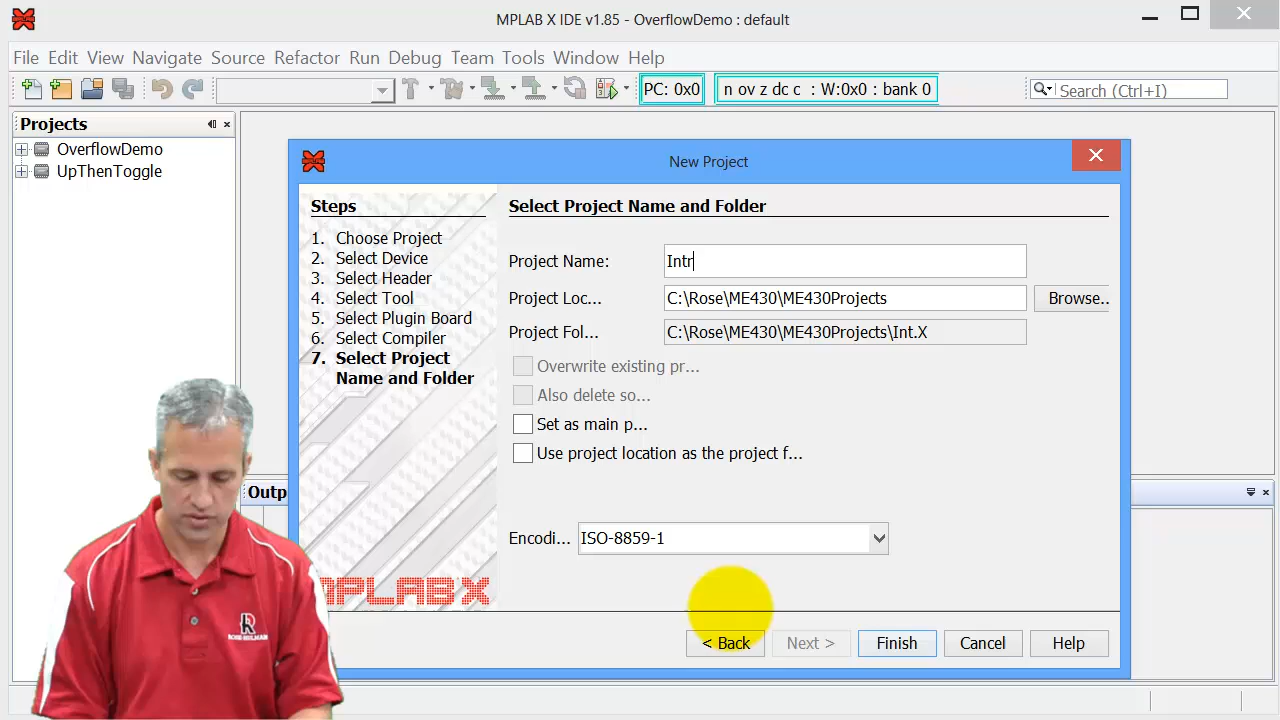 MPLAB X IDE v1.85 - OverflowDemo : default
File Edit View Navigate Source Refactor Run Debug Team Tools Window Help
PC: 0x0 n ov z dc c : W:0x0 : bank 0 Search (Ctrl+I)
Projects
OverflowDemo
UpThenToggle
New Project
Steps
1. Choose Project
2. Select Device
3. Select Header
4. Select Tool
5. Select Plugin Board
6. Select Compiler
7. Select Project
Name and Folder
MPLAB X
Select Project Name and Folder
Project Name: Intr
Project Loc... C:\Rose\ME430\ME430Projects Browse..
Project Fol... C:\Rose\ME430\ME430Projects\Int.X
Overwrite existing pr...
Also delete so...
Set as main p...
Use project location as the project f...
Encodi... ISO-8859-1
< Back Next > Finish Cancel Help
Outp
R
ROSE-HULMAN